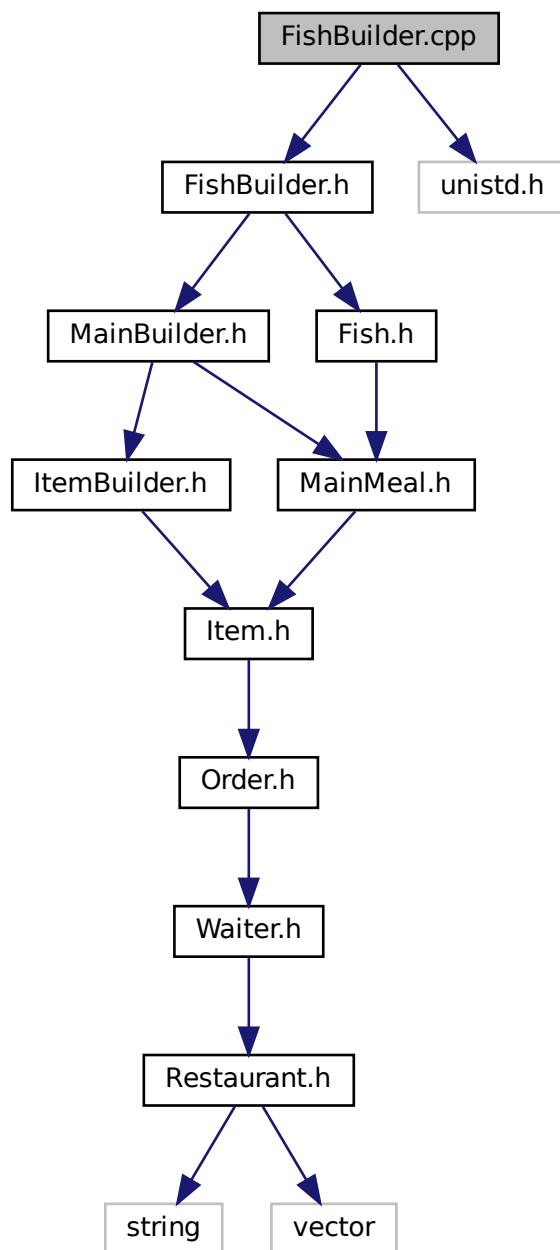 FishBuilder.cpp
FishBuilder.h
unistd.h
MainBuilder.h
Fish.h
ItemBuilder.h
MainMeal.h
Item.h
Order.h
Waiter.h
Restaurant.h
string
vector